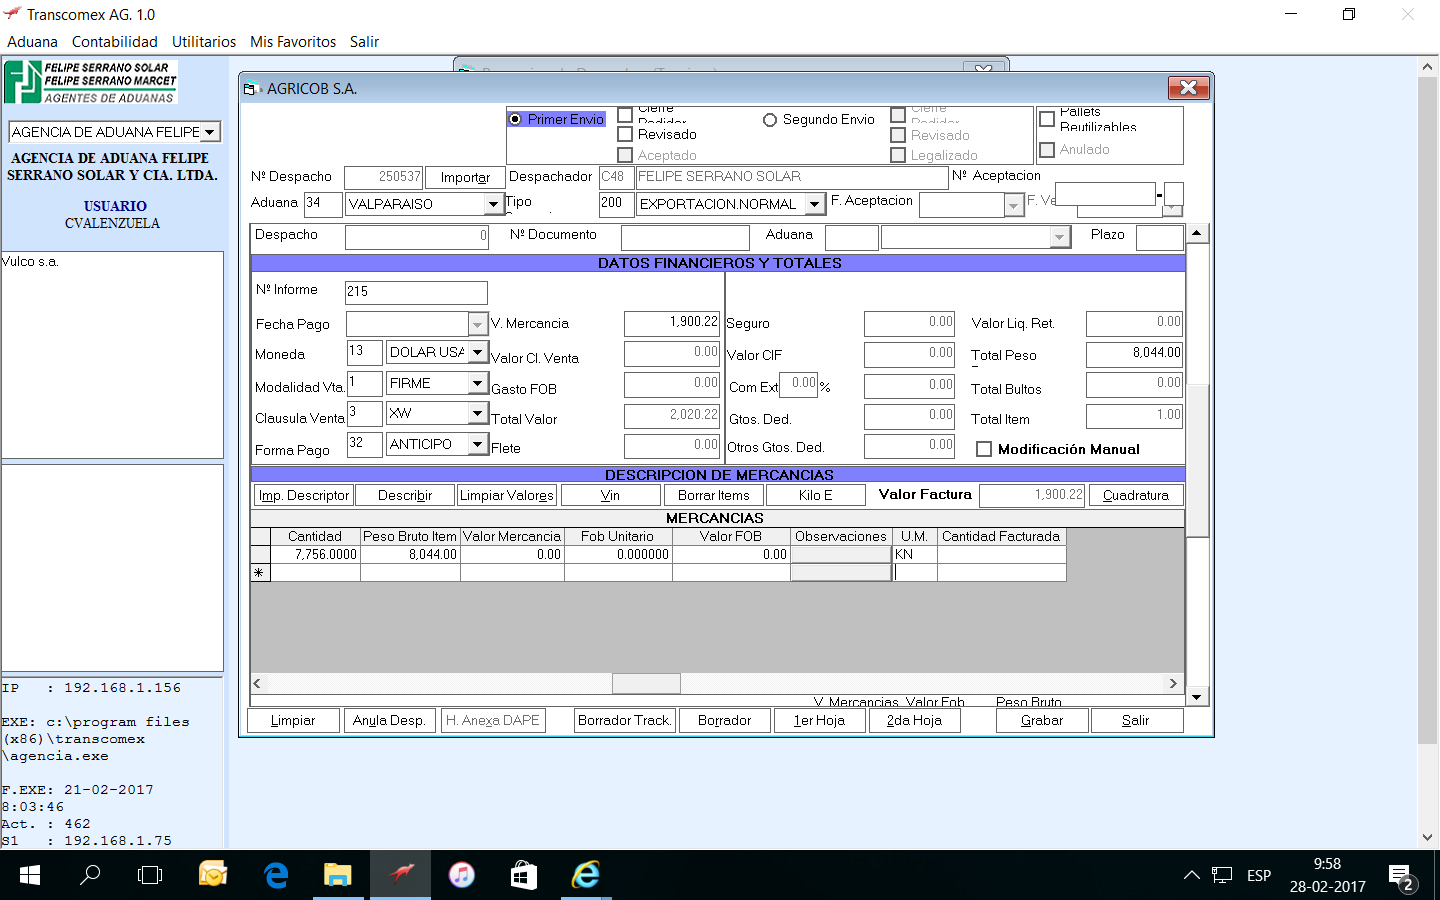 Transcomex AG. 1.0
Aduana Contabilidad Utilitarios Mis Favoritos Salir
FELIPE SERRANO SOLAR
FELIPE SERRANO MARCET
AGENTES DE ADUANAS
AGENCIA DE ADUANA FELIPE
AGENCIA DE ADUANA FELIPE
SERRANO SOLAR Y CIA. LTDA.
USUARIO
CVALENZUELA
Vulco s.a.
IP : 192.168.1.156
EXE: c:\program files
(x86)\transcomex
\agencia.exe
F.EXE: 21-02-2017
8:03:46
Act. : 462
S1 : 192.168.1.75
AGRICOB S.A.
Primer Envio
Revisado
Aceptado
Segundo Envio
Revisado
Legalizado
Pallets
Reutilizables
Anulado
Nº Despacho 250537 Importar Despachador C48 FELIPE SERRANO SOLAR Nº Aceptacion
Aduana 34 VALPARAISO Tipo 200 EXPORTACION.NORMAL F. Aceptacion F. Ve -
Despacho 0 Nº Documento Aduana Plazo
DATOS FINANCIEROS Y TOTALES
Nº Informe 215
Fecha Pago V. Mercancia 1,900.22 Seguro 0.00 Valor Liq. Ret. 0.00
Moneda 13 DOLAR USA Valor Cl. Venta 0.00 Valor CIF 0.00 Total Peso 8,044.00
Modalidad Vta. 1 FIRME Gasto FOB 0.00 Com Ext 0.00 % 0.00 Total Bultos 0.00
Clausula Venta 3 XW Total Valor 2,020.22 Gtos. Ded. 0.00 Total Item 1.00
Forma Pago 32 ANTICIPO Flete 0.00 Otros Gtos. Ded. 0.00 Modificación Manual
DESCRIPCION DE MERCANCIAS
Imp. Descriptor Describir Limpiar Valores Vin Borrar Items Kilo E Valor Factura 1,900.22 Cuadratura
MERCANCIAS
Cantidad Peso Bruto Item Valor Mercancia Fob Unitario Valor FOB Observaciones U.M. Cantidad Facturada
7,756.0000 8,044.00 0.00 0.000000 0.00 KN
*
V. Mercancias Valor Fob Peso Bruto
Limpiar Anula Desp. H. Anexa DAPE Borrador Track. Borrador 1er Hoja 2da Hoja Grabar Salir
ESP
9:58
28-02-2017
2